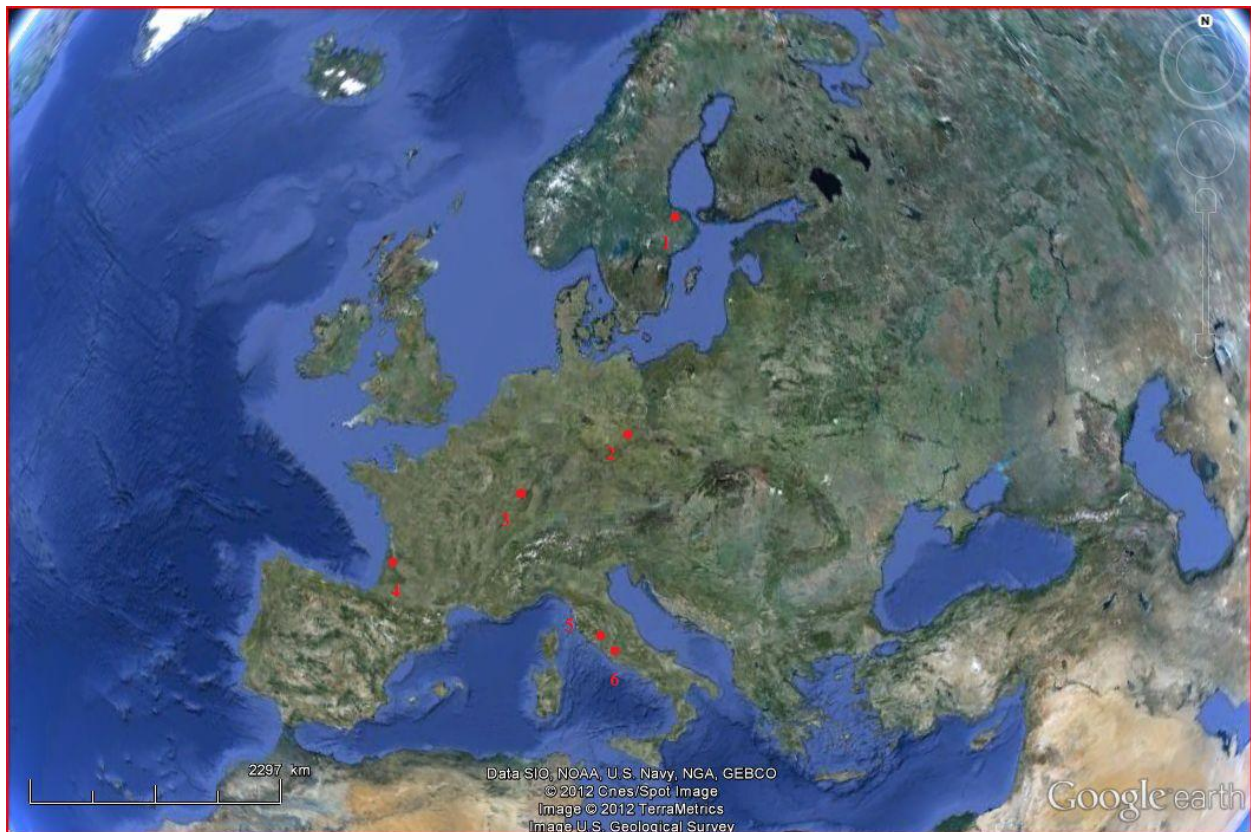 N
1
2
3
4
5
6
2297 km
Data SIO, NOAA, U.S. Navy, NGA, GEBCO
© 2012 Cnes/Spot Image
Image © 2012 TerraMetrics
Image U.S. Geological Survey
Google earth